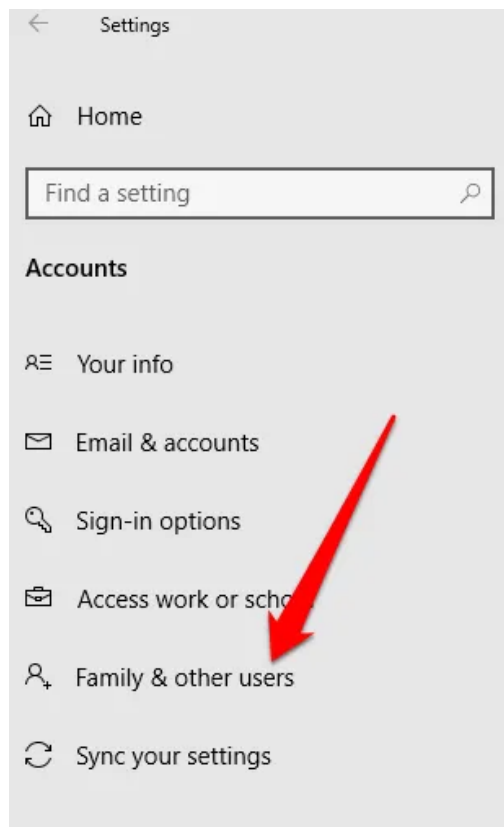 Settings
Home
Find a setting
Accounts
Your info
Email & accounts
Sign-in options
Access work or
Family & other users
Sync your settings